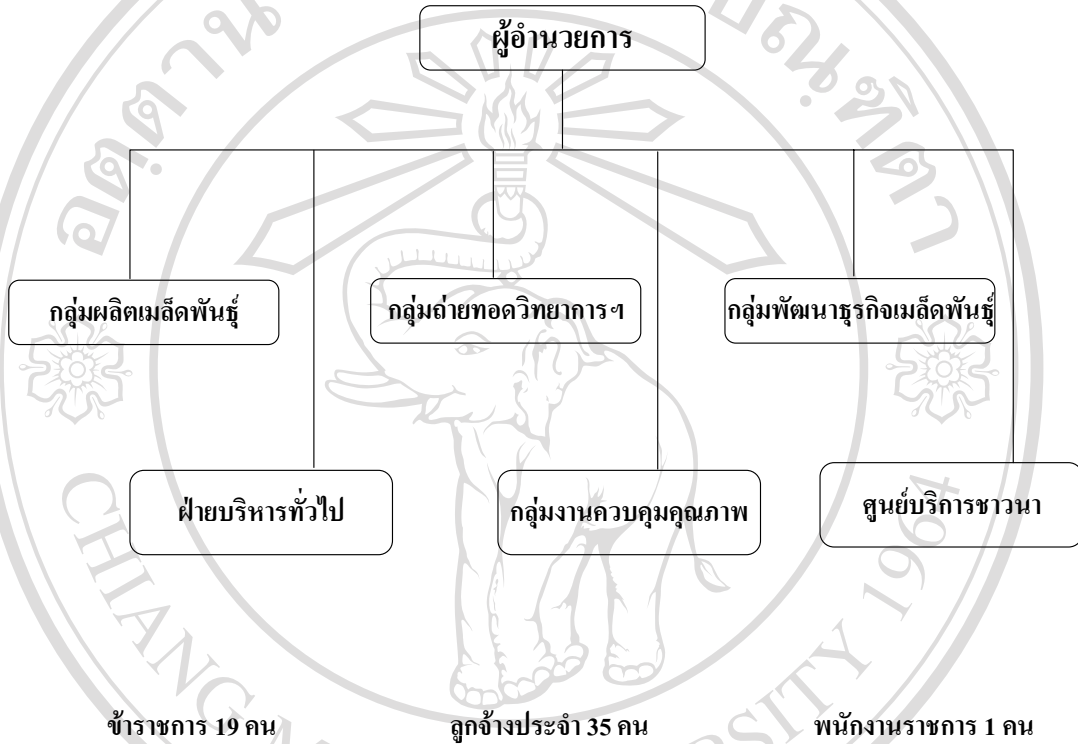 ผู้อำนวยการ
กลุ่มผลิตเมล็ดพันธุ์
กลุ่มถ่ายทอดวิทยาการฯ
กลุ่มพัฒนาธุรกิจเมล็ดพันธุ์
ฝ่ายบริหารทั่วไป
กลุ่มงานควบคุมคุณภาพ
ศูนย์บริการชาวนา
ข้าราชการ 19 คน
ลูกจ้างประจำ 35 คน
พนักงานราชการ 1 คน